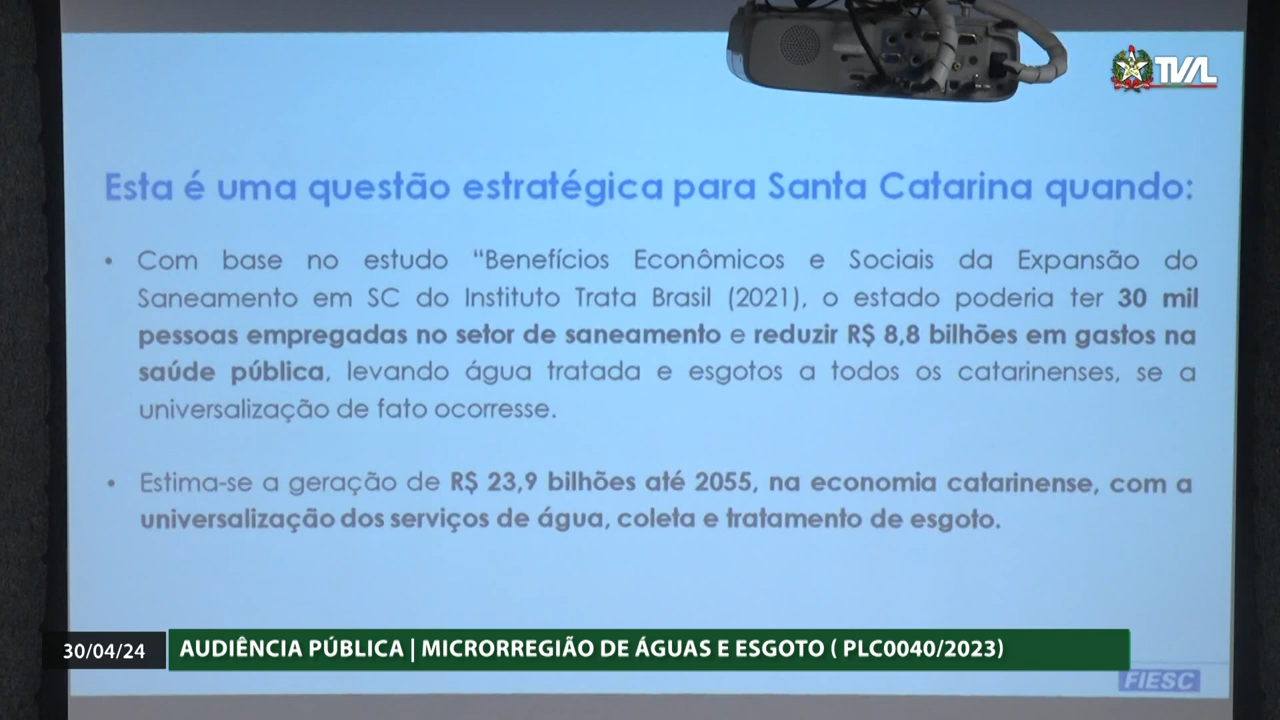 TVAL
Esta é uma questão estratégica para Santa Catarina quando:
• Com base no estudo “Benefícios Econômicos e Sociais da Expansão do
Saneamento em SC do Instituto Trata Brasil (2021), o estado poderia ter 30 mil
pessoas empregadas no setor de saneamento e reduzir R$ 8,8 bilhões em gastos na
saúde pública, levando água tratada e esgotos a todos os catarinenses, se a
universalização de fato ocorresse.
• Estima-se a geração de R$ 23,9 bilhões até 2055, na economia catarinense, com a
universalização dos serviços de água, coleta e tratamento de esgoto.
30/04/24
AUDIÊNCIA PÚBLICA | MICRORREGIÃO DE ÁGUAS E ESGOTO ( PLC0040/2023)
FIESC